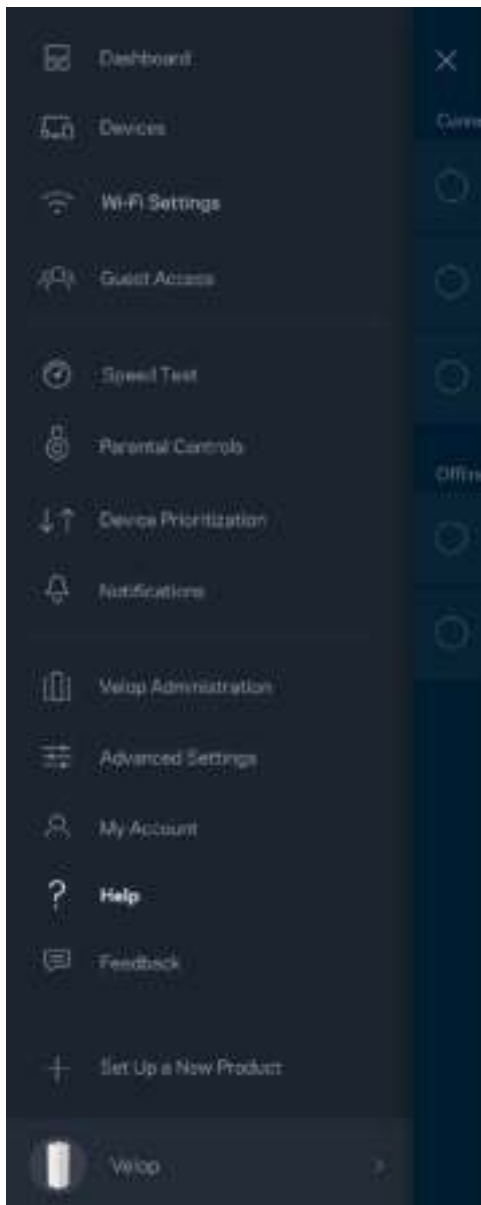 Dashboard
Devices
Wi-Fi Settings
Guest Access
Speed Test
Parental Controls
Device Prioritization
Notifications
Velop Administration
Advanced Settings
My Account
Help
Feedback
Set Up a New Product
Velop